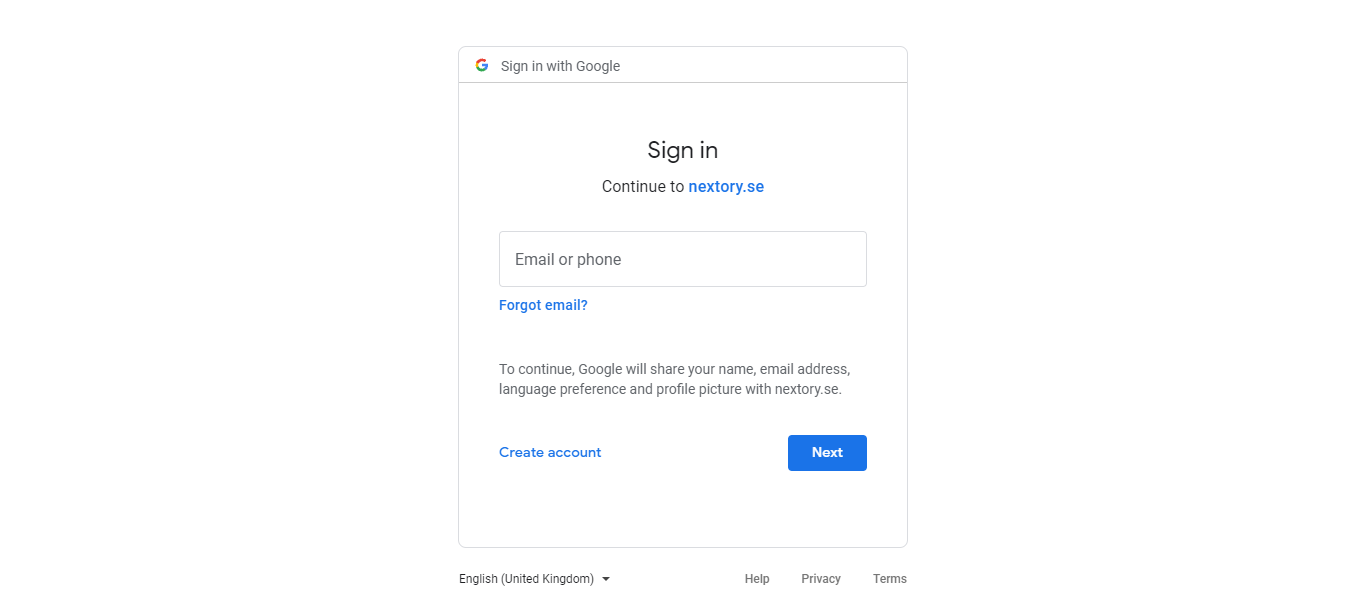 Sign in with Google
Sign in
Continue to nextory.se
Email or phone
Forgot email?
To continue, Google will share your name, email address,
language preference and profile picture with nextory.se.
Create account
Next
English (United Kingdom)
Help
Privacy
Terms